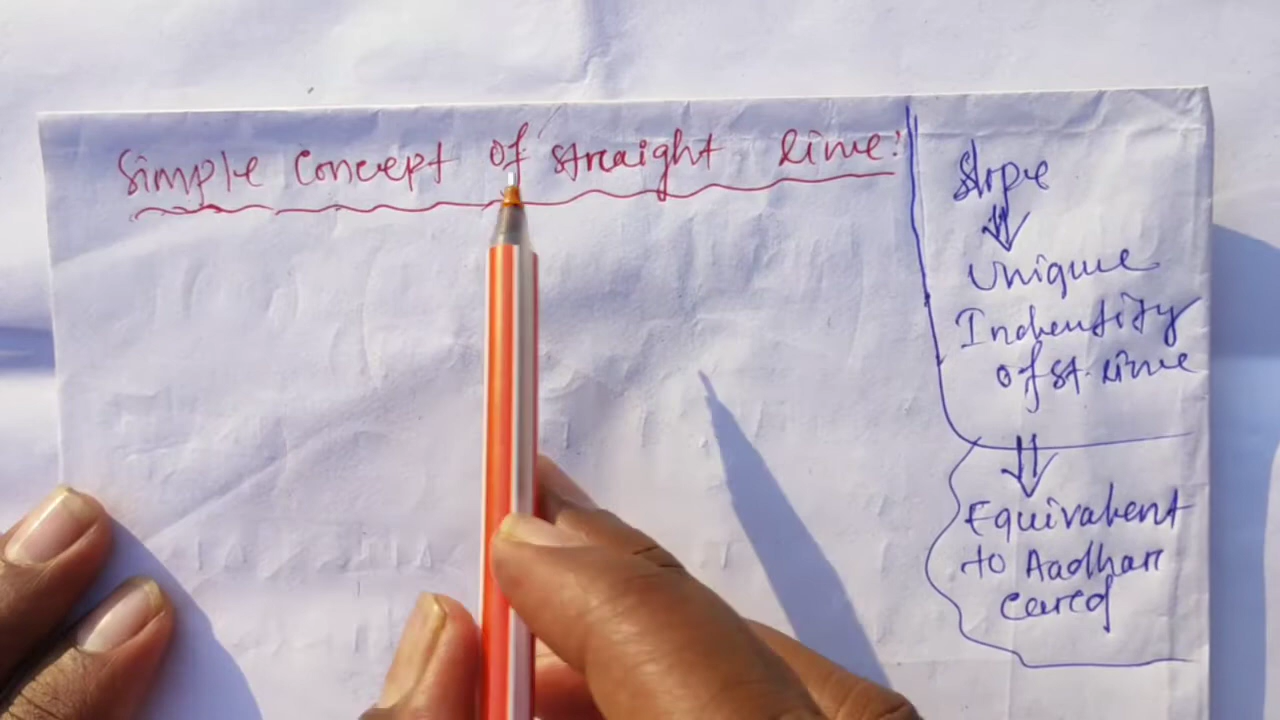 Simple concept of straight line:
Slope
Unique
Indentity
of st. line
Equivalent
to Aadhar
card